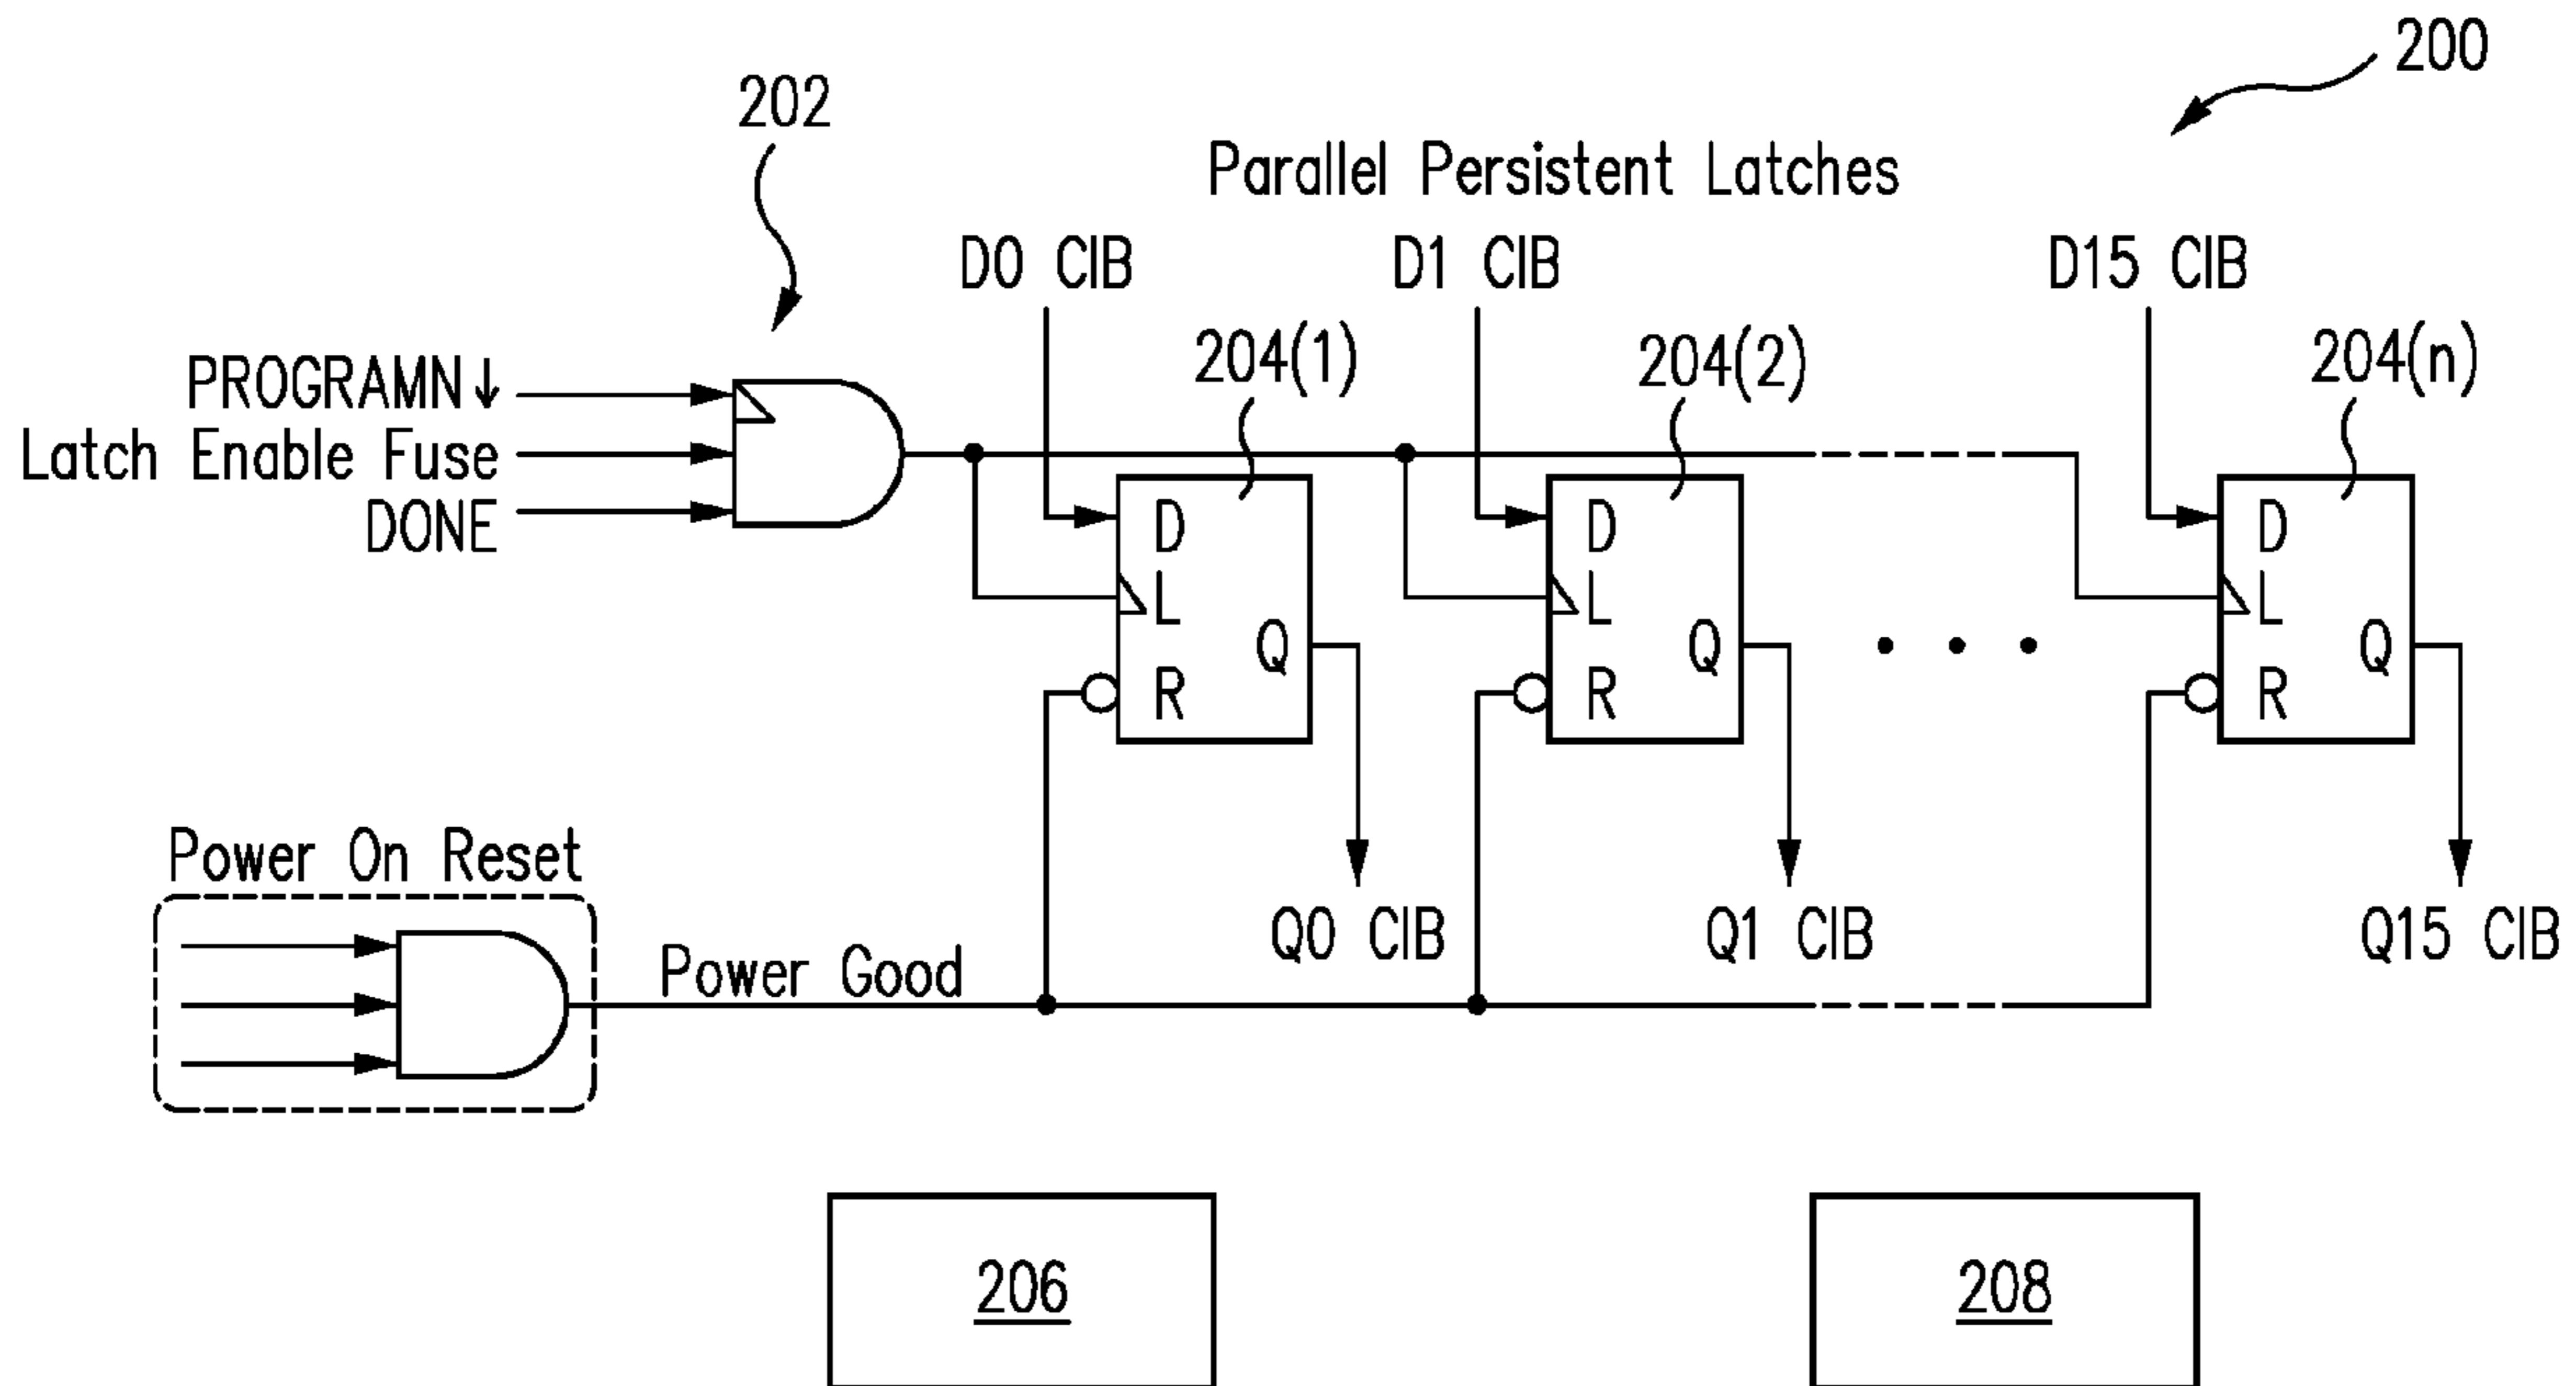 200
202
Parallel Persistent Latches
D0 CIB
D1 CIB
D15 CIB
204(1)
204(2)
204(n)
PROGRAMN↓
Latch Enable Fuse
DONE
D
L
R
Q
D
L
R
Q
D
L
R
Q
Power On Reset
Power Good
Q0 CIB
Q1 CIB
Q15 CIB
206
208